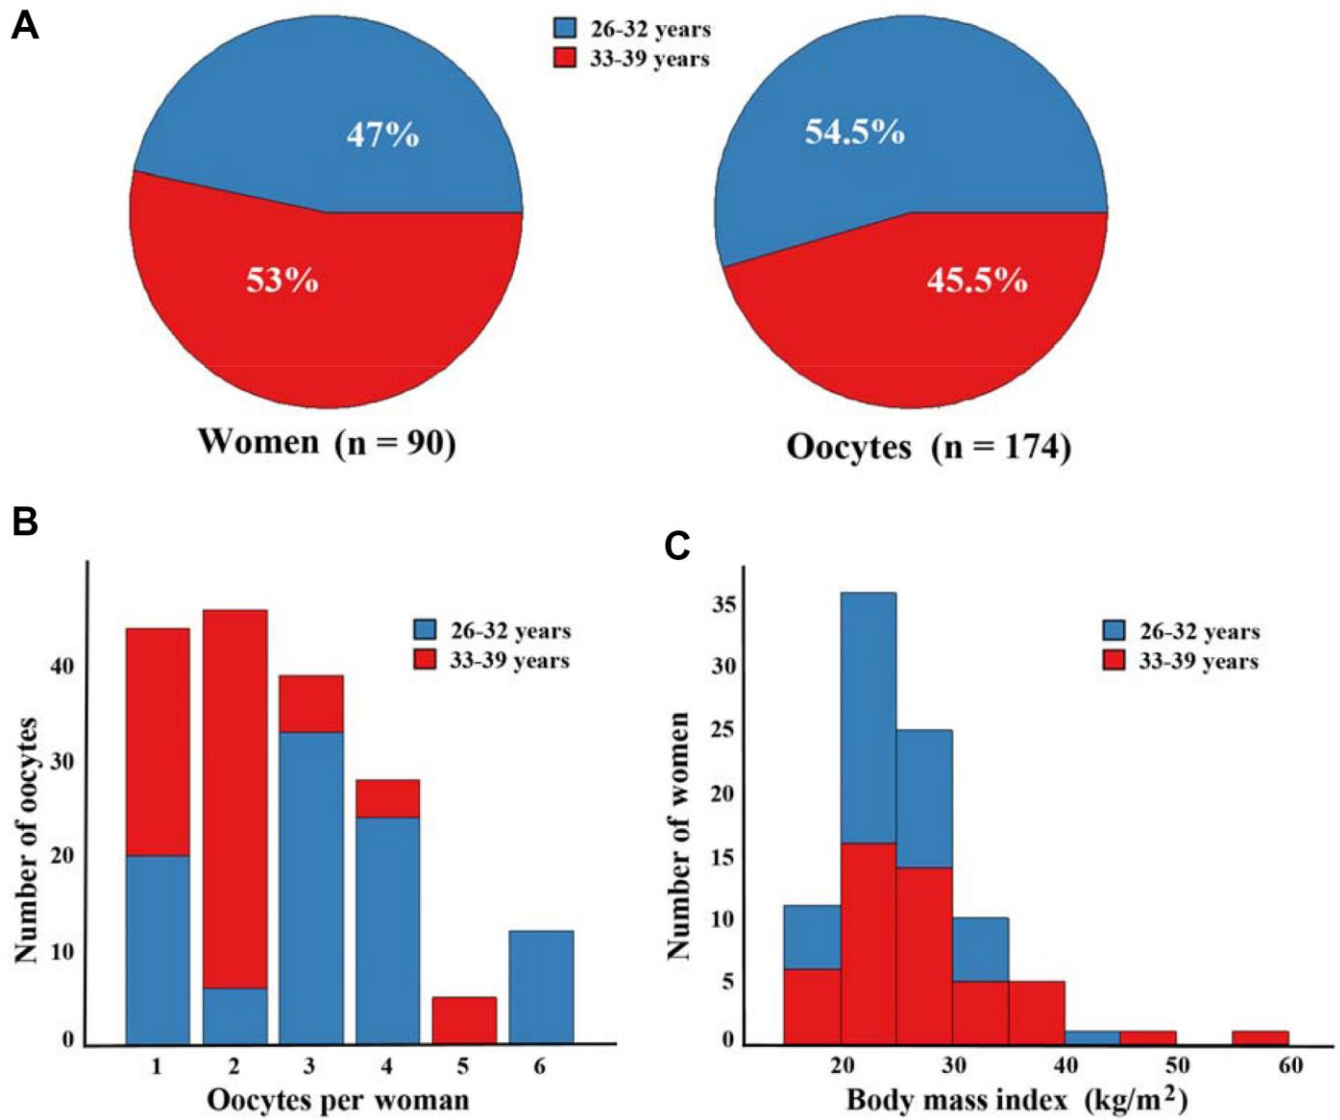 A
26-32 years
33-39 years
47%
53%
54.5%
45.5%
Women (n = 90)
Oocytes (n = 174)
B
26-32 years
33-39 years
Number of oocytes
40
30
20
10
0
1 2 3 4 5 6
Oocytes per woman
C
26-32 years
33-39 years
Number of women
35
30
25
20
15
10
5
0
20 30 40 50 60
Body mass index (kg/m²)